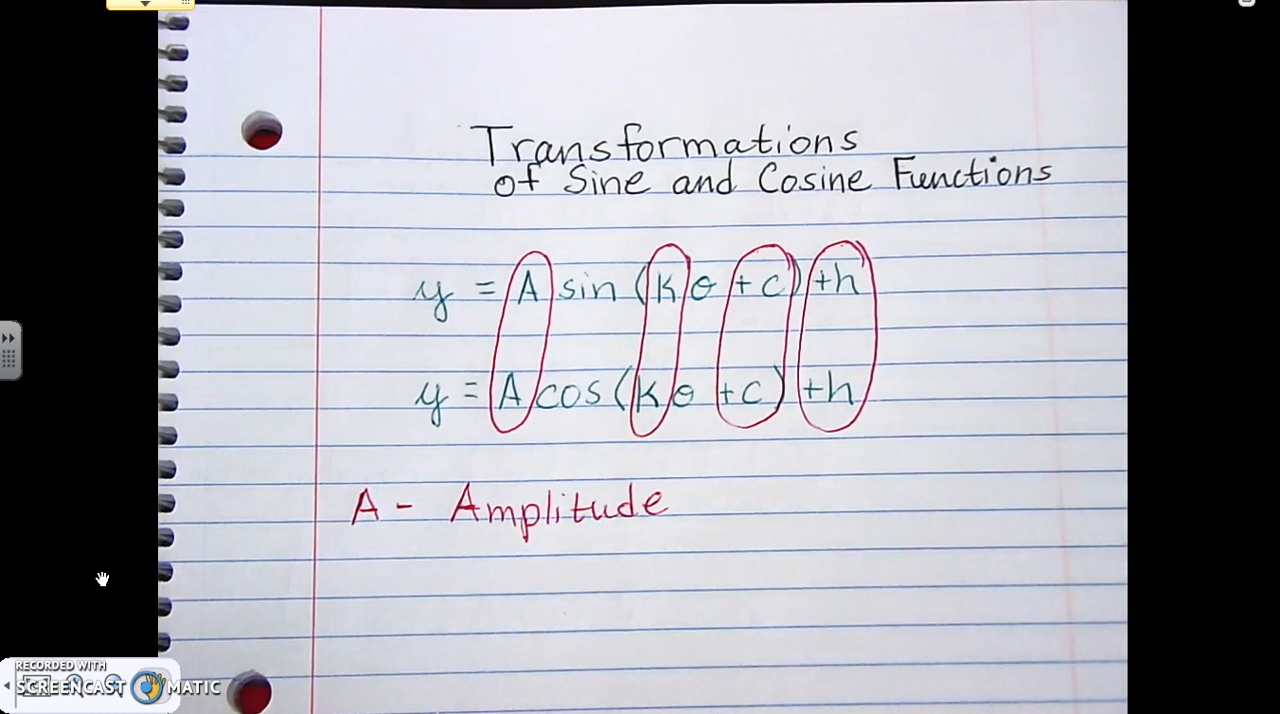 Transformations
of Sine and Cosine Functions
y = A sin (kθ + c) + h
y = A cos (kθ + c) + h
A - Amplitude
RECORDED WITH
SCREENCAST MATIC